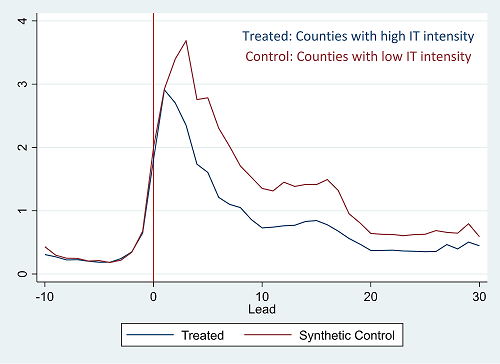 Treated: Counties with high IT intensity
Control: Counties with low IT intensity
4
3
2
1
0
-10 0 10 20 30
Lead
Treated Synthetic Control